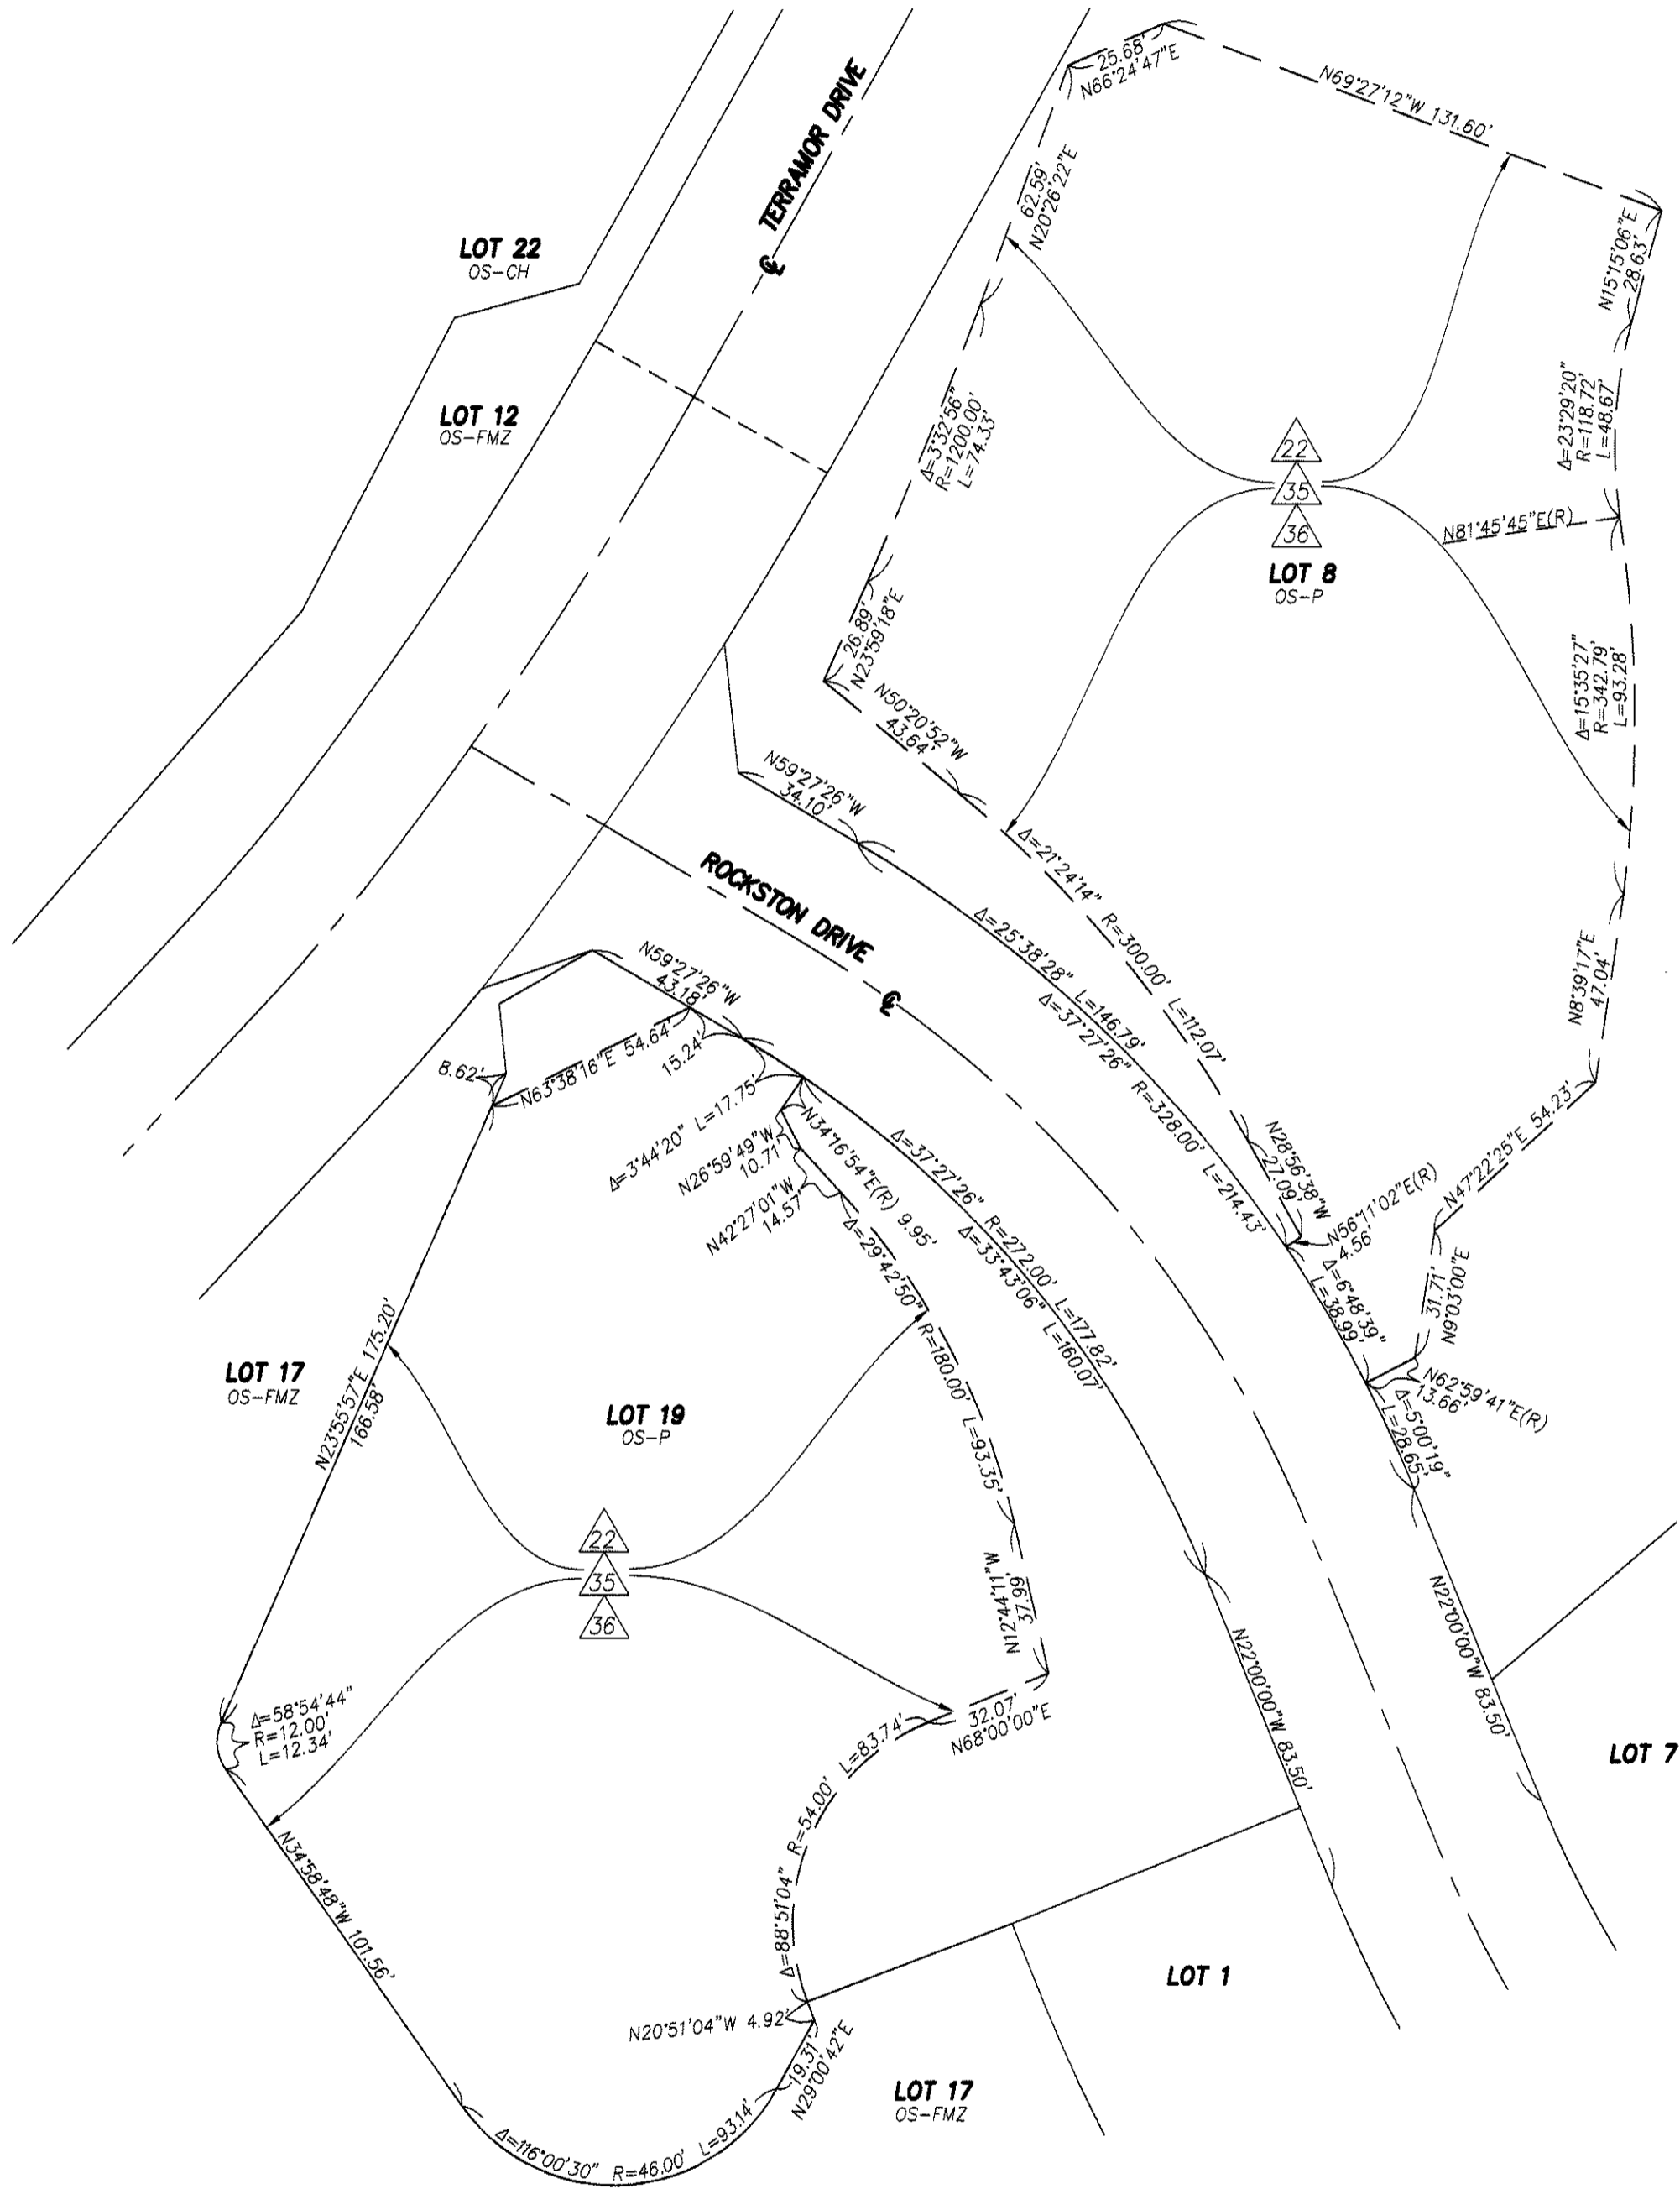 25.68'
N66°24'47"E
N69°27'12"W 131.60'
TERRAMOR DRIVE
℄
62.59'
N20°26'22"E
N15°15'06"E
28.63'
LOT 22
OS-CH
LOT 12
OS-FMZ
Δ=3°32'56"
R=1200.00'
L=74.33'
Δ=23°29'20"
R=118.72'
L=48.67'
22
35
36
N81°45'45"E(R)
LOT 8
OS-P
26.89'
N23°59'18"E
N50°20'52"W
43.64'
Δ=15°35'27"
R=342.79'
L=93.28'
N59°27'26"W
34.10'
ROCKSTON DRIVE
℄
Δ=21°24'14" R=300.00' L=112.07'
Δ=25°38'28" L=146.79'
Δ=37°27'26" R=328.00' L=214.43'
N8°39'17"E
47.04'
N59°27'26"W
43.18'
8.62'
N63°38'16"E 54.64'
15.24'
Δ=3°44'20" L=17.75'
N26°59'49"W
10.71'
N34°16'54"E(R) 9.95'
N42°27'01"W
14.57'
Δ=37°27'26" R=272.00' L=177.82'
Δ=33°43'06" L=160.07'
N28°56'38"W
27.09'
N47°22'25"E 54.23'
N56°11'02"E(R)
4.56'
Δ=6°48'39"
L=38.99'
31.71'
N9°03'00"E
N62°59'41"E(R)
13.66'
Δ=5°00'19"
L=28.65'
Δ=29°42'50" R=180.00' L=93.35'
LOT 17
OS-FMZ
N23°55'57"E 175.20'
166.58'
LOT 19
OS-P
22
35
36
N12°44'11"W
37.99'
N22°00'00"W 83.50'
N22°00'00"W 83.50'
Δ=58°54'44"
R=12.00'
L=12.34'
32.07'
N68°00'00"E
LOT 7
Δ=88°51'04" R=54.00' L=83.74'
N34°58'48"W 101.56'
LOT 1
N20°51'04"W 4.92'
19.31'
N29°00'42"E
LOT 17
OS-FMZ
Δ=116°00'30" R=46.00' L=93.14'